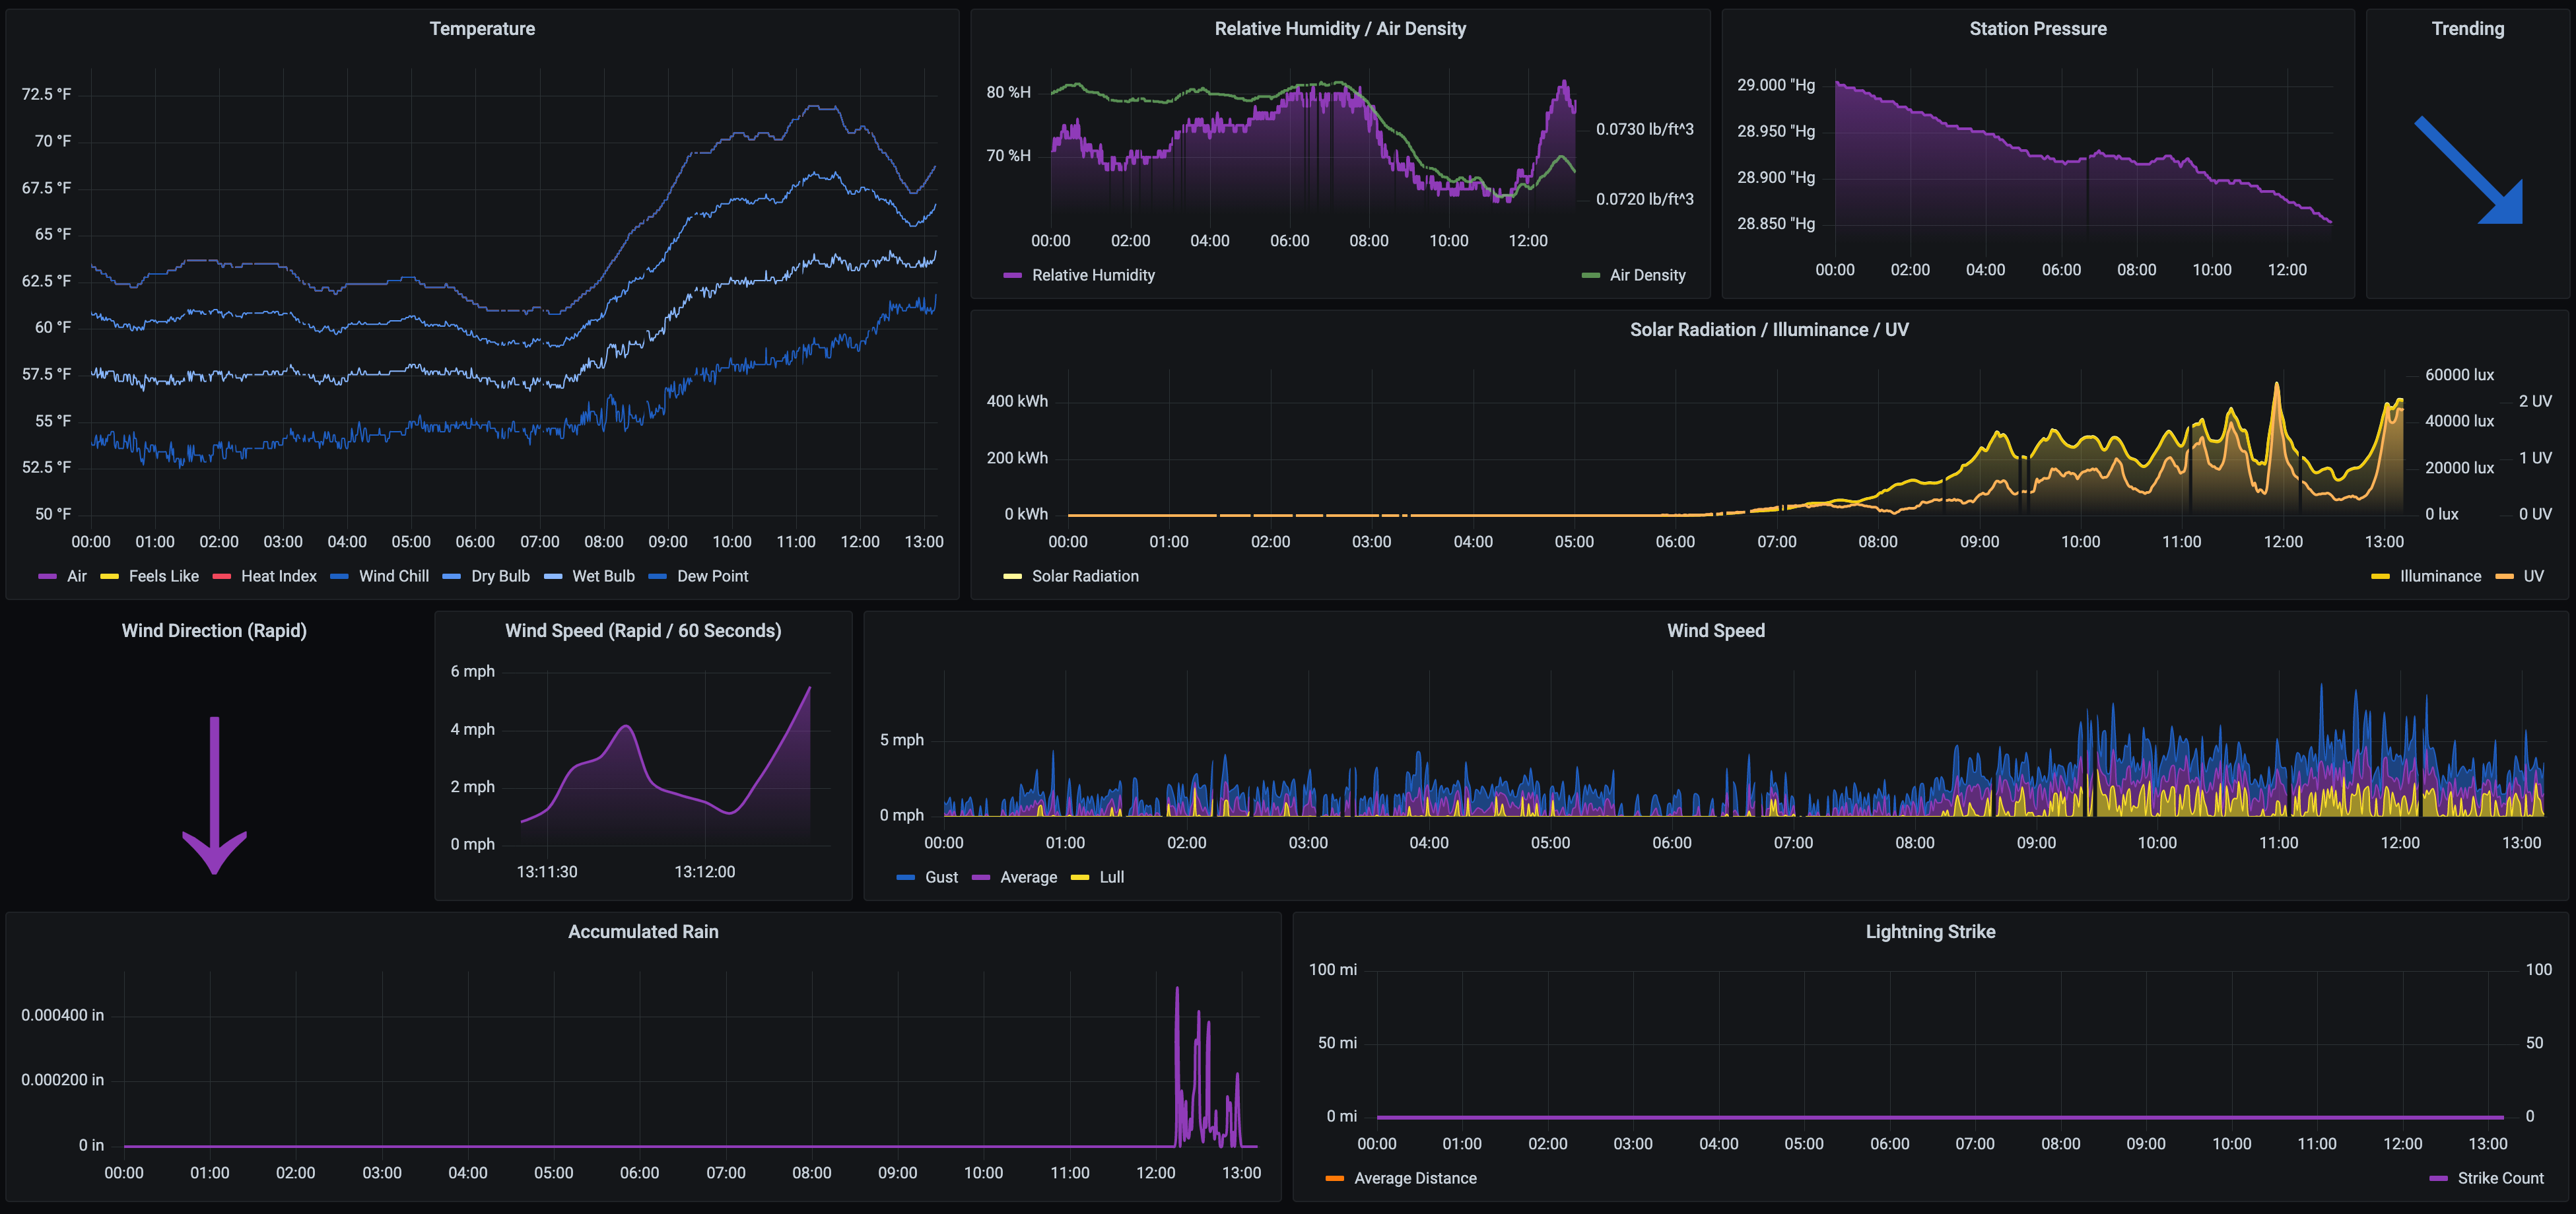 Temperature
72.5 °F
70 °F
67.5 °F
65 °F
62.5 °F
60 °F
57.5 °F
55 °F
52.5 °F
50 °F
00:00 01:00 02:00 03:00 04:00 05:00 06:00 07:00 08:00 09:00 10:00 11:00 12:00 13:00
Air Feels Like Heat Index Wind Chill Dry Bulb Wet Bulb Dew Point
Relative Humidity / Air Density
80 %H
70 %H
0.0730 lb/ft^3
0.0720 lb/ft^3
00:00 02:00 04:00 06:00 08:00 10:00 12:00
Relative Humidity Air Density
Station Pressure
29.000 "Hg
28.950 "Hg
28.900 "Hg
28.850 "Hg
00:00 02:00 04:00 06:00 08:00 10:00 12:00
Trending
Solar Radiation / Illuminance / UV
400 kWh
200 kWh
0 kWh
60000 lux
40000 lux
20000 lux
0 lux
2 UV
1 UV
0 UV
00:00 01:00 02:00 03:00 04:00 05:00 06:00 07:00 08:00 09:00 10:00 11:00 12:00 13:00
Solar Radiation Illuminance UV
Wind Direction (Rapid)
Wind Speed (Rapid / 60 Seconds)
6 mph
4 mph
2 mph
0 mph
13:11:30 13:12:00
Wind Speed
5 mph
0 mph
00:00 01:00 02:00 03:00 04:00 05:00 06:00 07:00 08:00 09:00 10:00 11:00 12:00 13:00
Gust Average Lull
Accumulated Rain
0.000400 in
0.000200 in
0 in
00:00 01:00 02:00 03:00 04:00 05:00 06:00 07:00 08:00 09:00 10:00 11:00 12:00 13:00
Lightning Strike
100 mi 100
50 mi 50
0 mi 0
00:00 01:00 02:00 03:00 04:00 05:00 06:00 07:00 08:00 09:00 10:00 11:00 12:00 13:00
Average Distance Strike Count